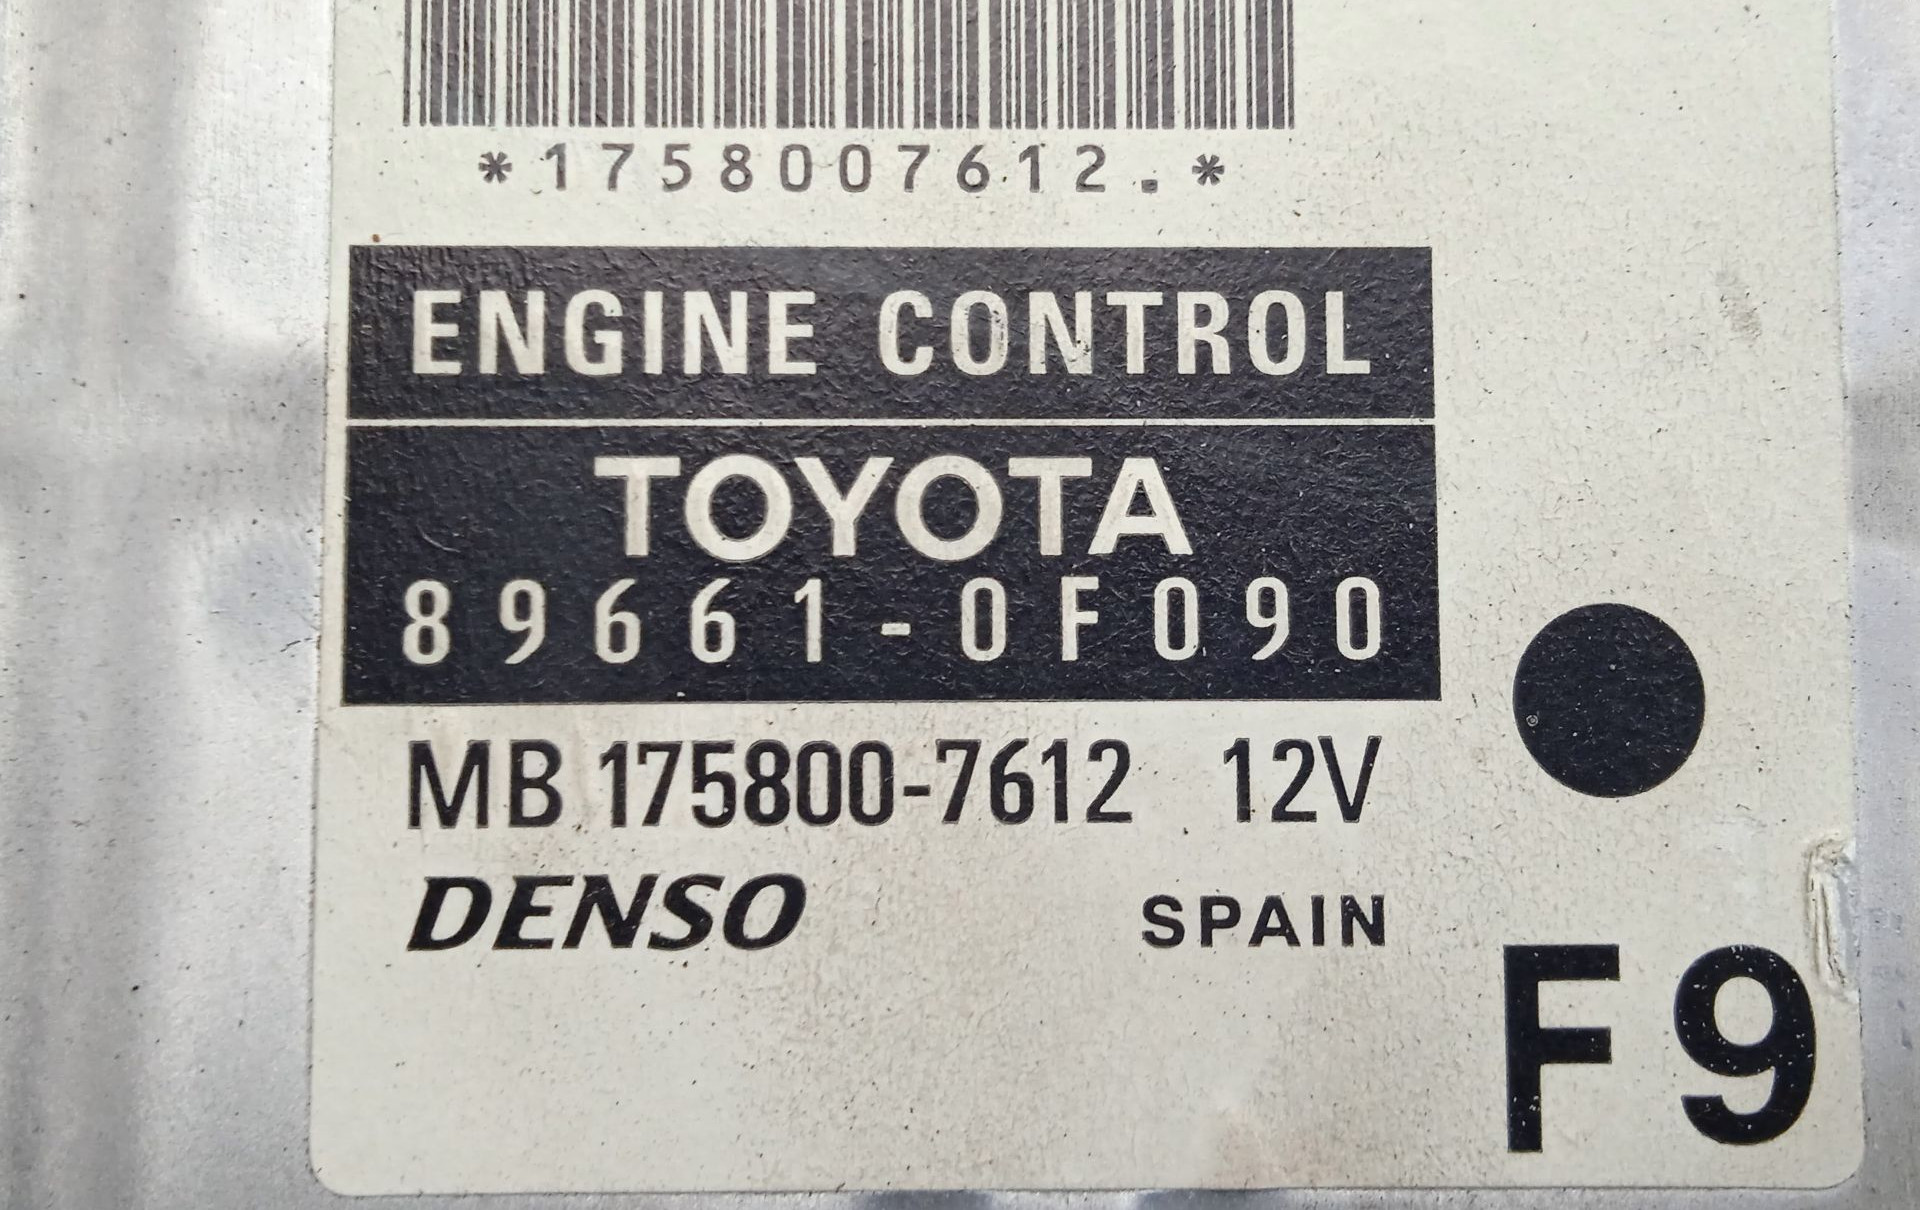 *1758007612.*
ENGINE CONTROL
TOYOTA
89661-0F090
MB 175800-7612 12V
DENSO SPAIN
F9